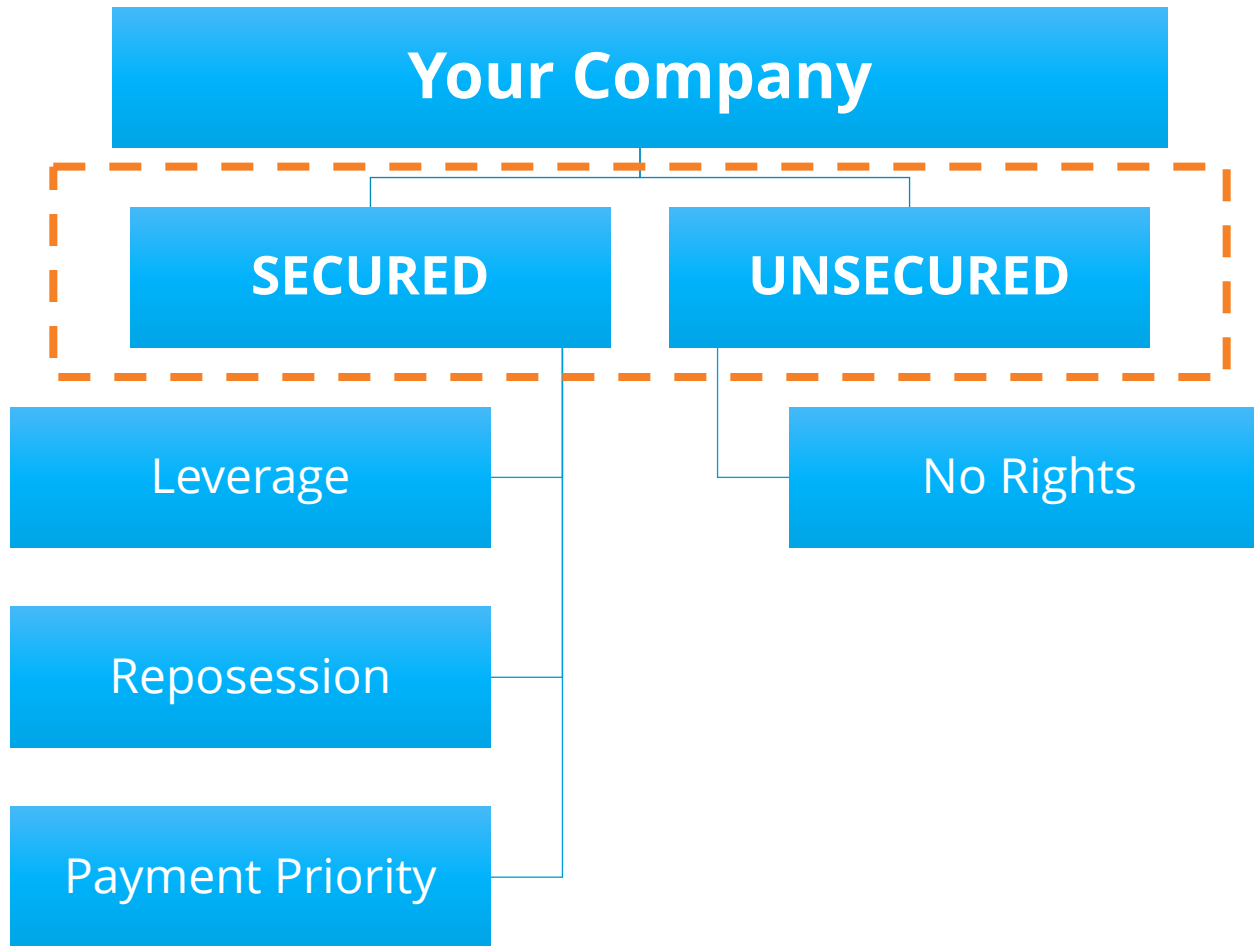 Your Company
SECURED
UNSECURED
Leverage
No Rights
Reposession
Payment Priority